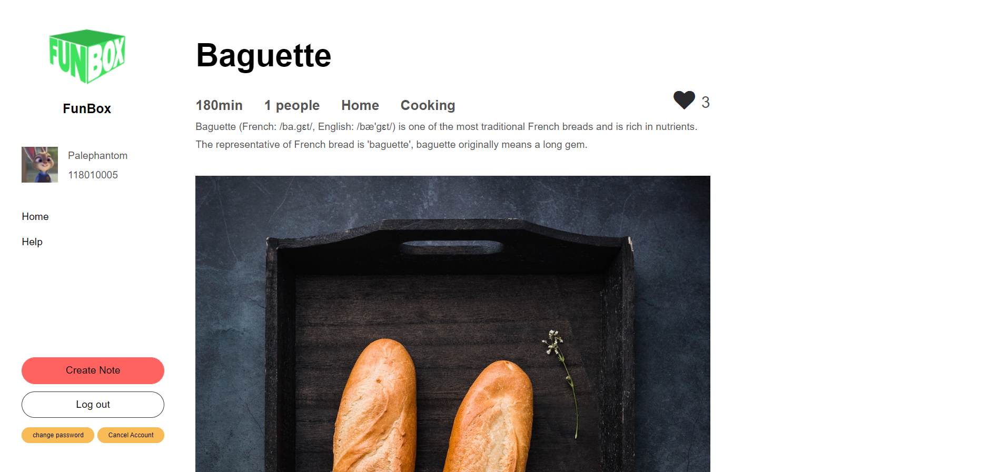 FUNBOX
FunBox
Palephantom
118010005
Home
Help
Create Note
Log out
change password
Cancel Account
Baguette
180min 1 people Home Cooking
3
Baguette (French: /ba.gɛt/, English: /bæ'gɛt/) is one of the most traditional French breads and is rich in nutrients.
The representative of French bread is 'baguette', baguette originally means a long gem.